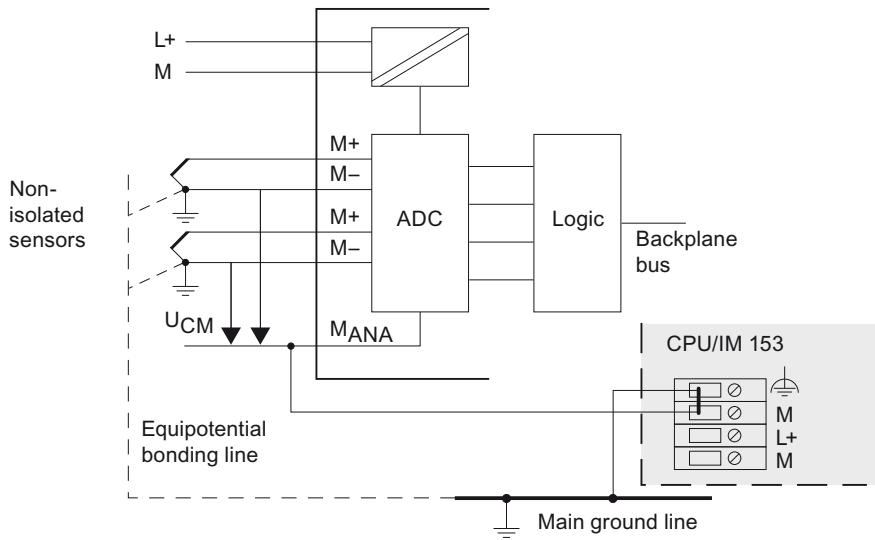 L+
M
M+
M–
Non-
isolated
sensors
M+
M–
ADC
Logic
Backplane
bus
UCM
MANA
CPU/IM 153
M
L+
M
Equipotential
bonding line
Main ground line